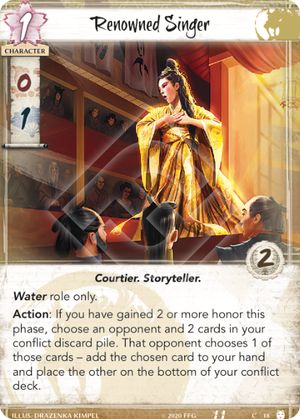 1
Renowned Singer
CHARACTER
0
1
2
Courtier. Storyteller.
Water role only.
Action: If you have gained 2 or more honor this
phase, choose an opponent and 2 cards in your
conflict discard pile. That opponent chooses 1 of
those cards – add the chosen card to your hand
and place the other on the bottom of your conflict
deck.
ILLUS: DRAZENKA KIMPEL
© 2020 FFG
18